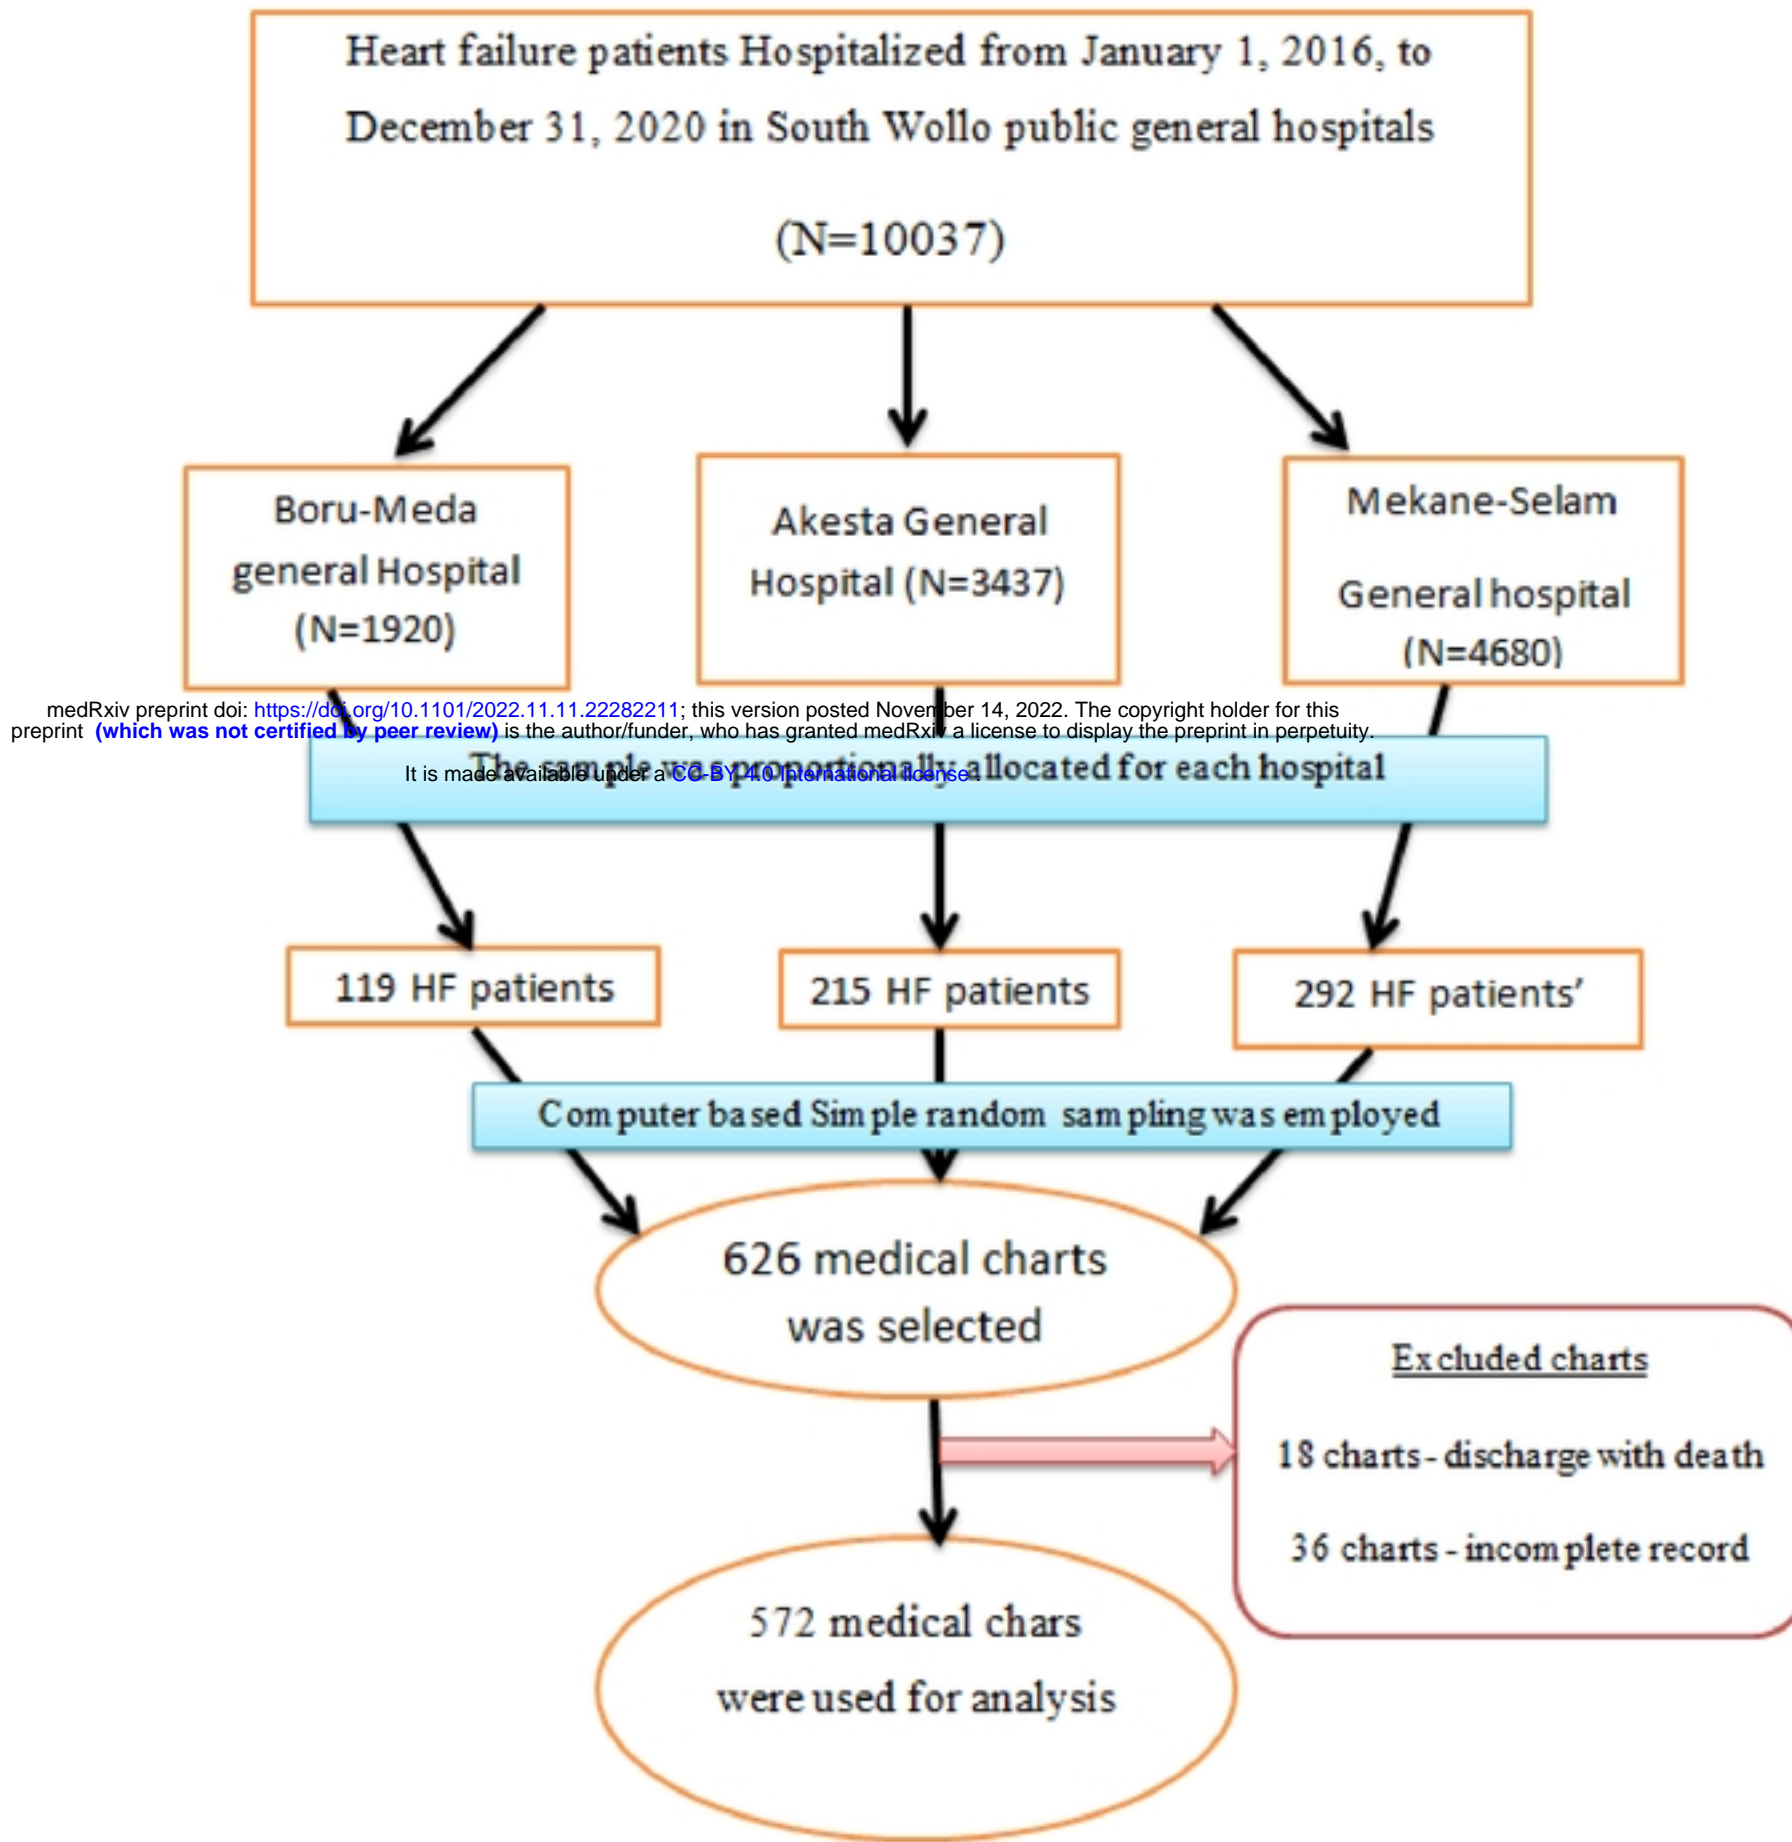 Heart failure patients Hospitalized from January 1, 2016, to
December 31, 2020 in South Wollo public general hospitals
(N=10037)
Boru-Meda
general Hospital
(N=1920)
Akesta General
Hospital (N=3437)
Mekane-Selam
General hospital
(N=4680)
medRxiv preprint doi: https://doi.org/10.1101/2022.11.11.22282211; this version posted November 14, 2022. The copyright holder for this
preprint (which was not certified by peer review) is the author/funder, who has granted medRxiv a license to display the preprint in perpetuity.
It is made available under a CC-BY 4.0 International license .
The sample was proportionally allocated for each hospital
119 HF patients
215 HF patients
292 HF patients’
Computer based Simple random sampling was employed
626 medical charts
was selected
Excluded charts
18 charts - discharge with death
36 charts - incomplete record
572 medical chars
were used for analysis